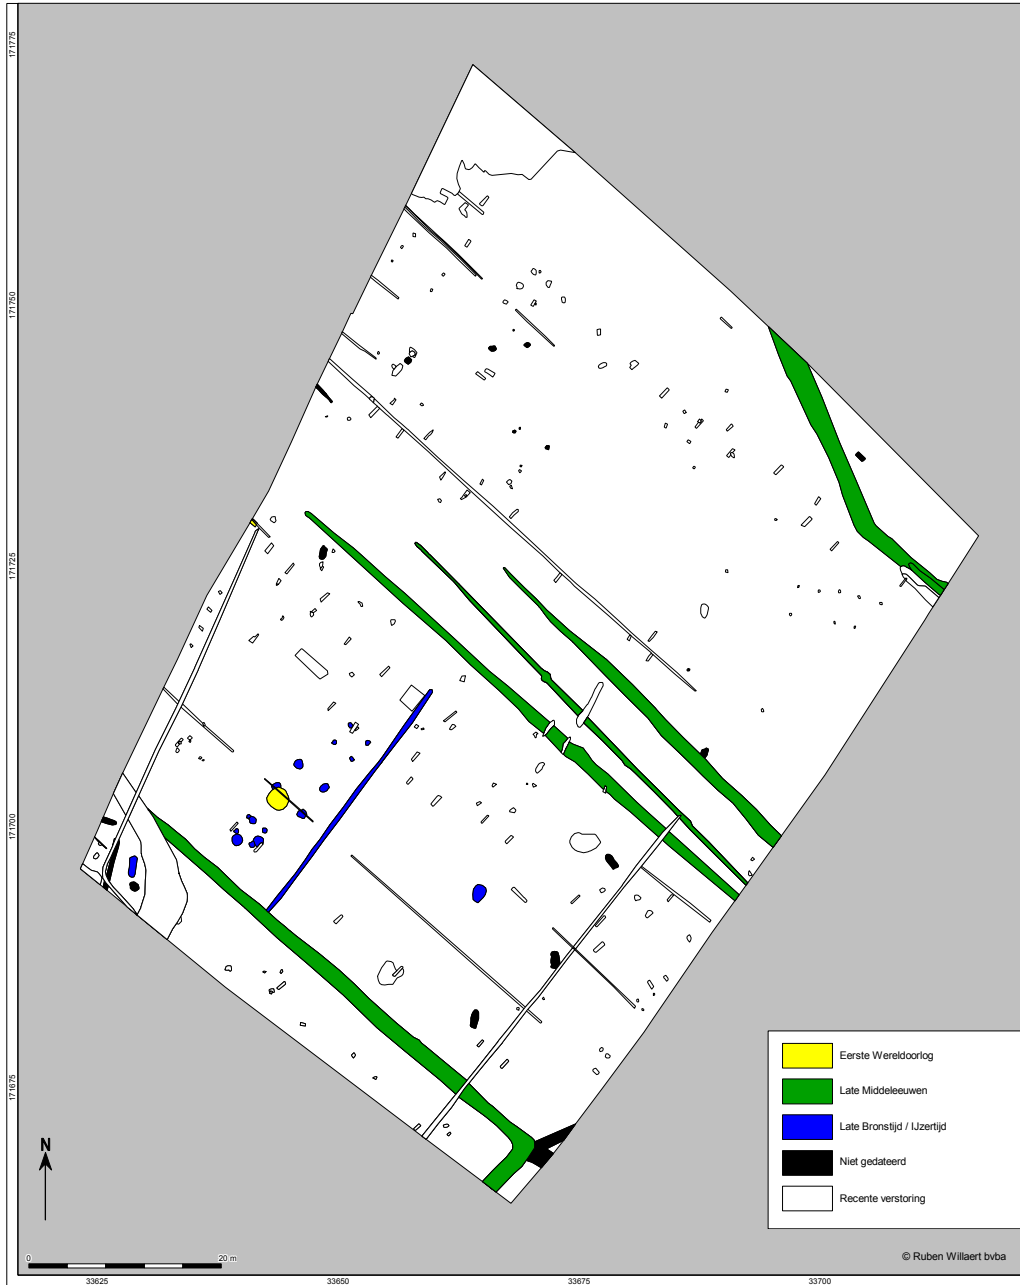 171775
171750
171725
171700
171675
N
0 20 m
Eerste Wereldoorlog
Late Middeleeuwen
Late Bronstijd / IJzertijd
Niet gedateerd
Recente verstoring
© Ruben Willaert bvba
33625 33650 33675 33700